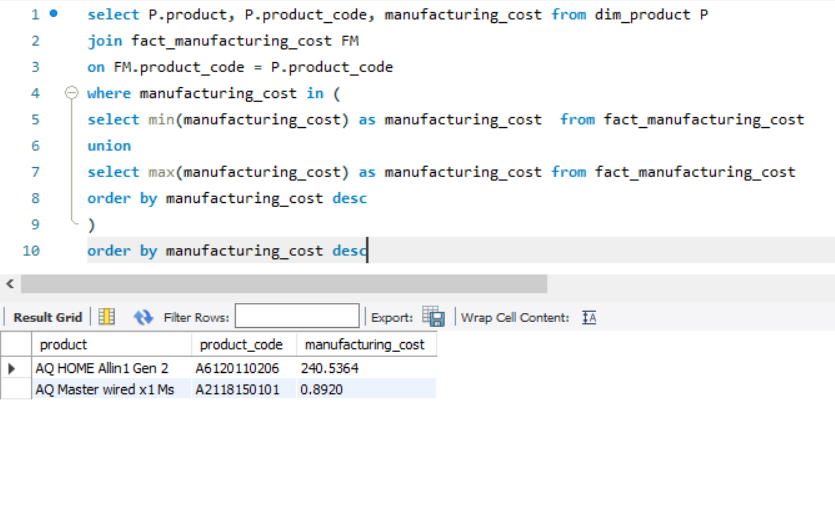 1 select P.product, P.product_code, manufacturing_cost from dim_product P
2 join fact_manufacturing_cost FM
3 on FM.product_code = P.product_code
4 where manufacturing_cost in (
5 select min(manufacturing_cost) as manufacturing_cost  from fact_manufacturing_cost
6 union
7 select max(manufacturing_cost) as manufacturing_cost from fact_manufacturing_cost
8 order by manufacturing_cost desc
9 )
10 order by manufacturing_cost desc
Result Grid Filter Rows: Export: Wrap Cell Content: IA
product product_code manufacturing_cost
AQ HOME Allin1 Gen 2 A6120110206 240.5364
AQ Master wired x1 Ms A2118150101 0.8920